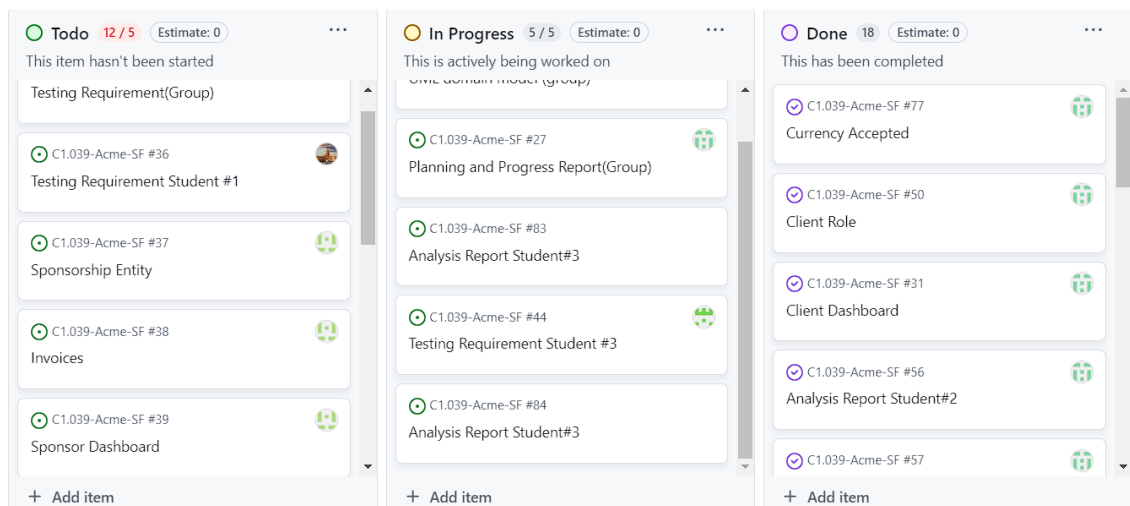 Todo 12 / 5 Estimate: 0 ...
This item hasn't been started
Testing Requirement(Group)
C1.039-Acme-SF #36
Testing Requirement Student #1
C1.039-Acme-SF #37
Sponsorship Entity
C1.039-Acme-SF #38
Invoices
C1.039-Acme-SF #39
Sponsor Dashboard
+ Add item
In Progress 5 / 5 Estimate: 0 ...
This is actively being worked on
UML domain model (group)
C1.039-Acme-SF #27
Planning and Progress Report(Group)
C1.039-Acme-SF #83
Analysis Report Student#3
C1.039-Acme-SF #44
Testing Requirement Student #3
C1.039-Acme-SF #84
Analysis Report Student#3
+ Add item
Done 18 Estimate: 0 ...
This has been completed
C1.039-Acme-SF #77
Currency Accepted
C1.039-Acme-SF #50
Client Role
C1.039-Acme-SF #31
Client Dashboard
C1.039-Acme-SF #56
Analysis Report Student#2
C1.039-Acme-SF #57
+ Add item